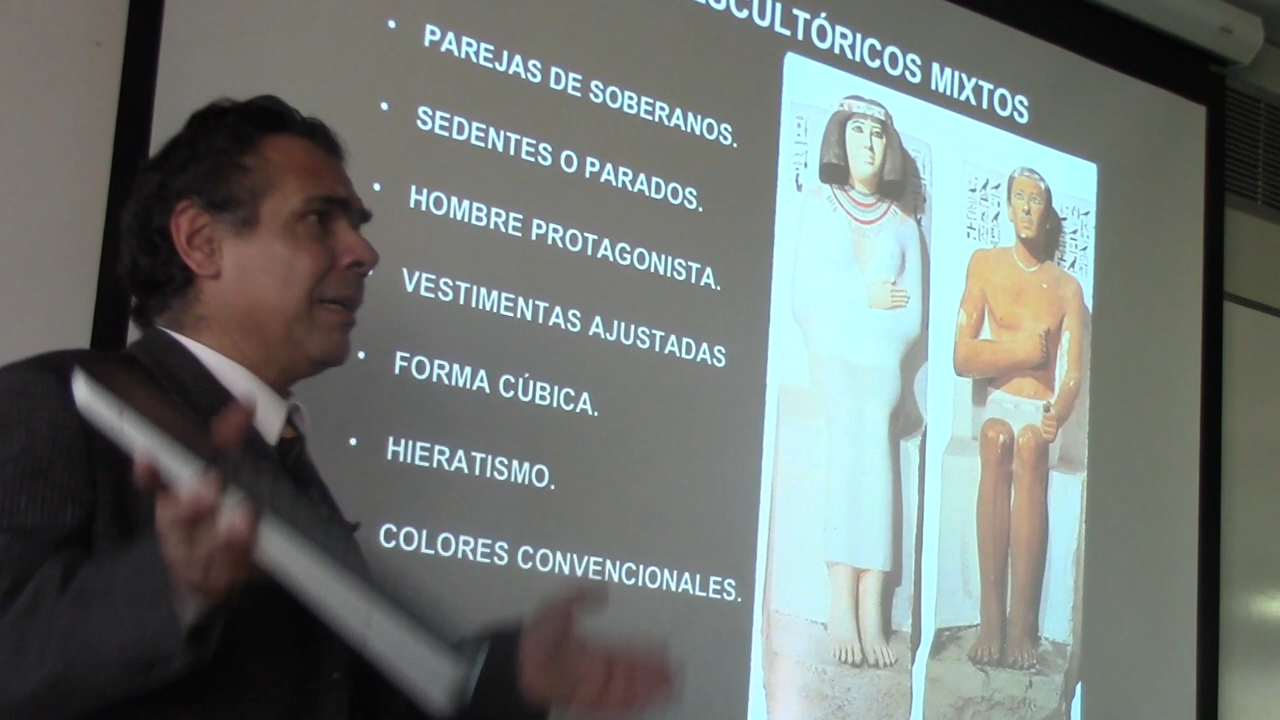 ESCULTÓRICOS MIXTOS
• PAREJAS DE SOBERANOS.
• SEDENTES O PARADOS.
• HOMBRE PROTAGONISTA.
VESTIMENTAS AJUSTADAS
• FORMA CÚBICA.
• HIERATISMO.
COLORES CONVENCIONALES.